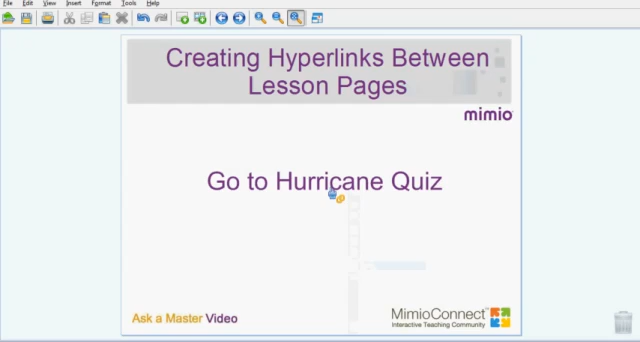 File Edit View Insert Format Tools Help
Creating Hyperlinks Between
Lesson Pages
mimio
Go to Hurricane Quiz
Ask a Master Video
MimioConnect™
Interactive Teaching Community